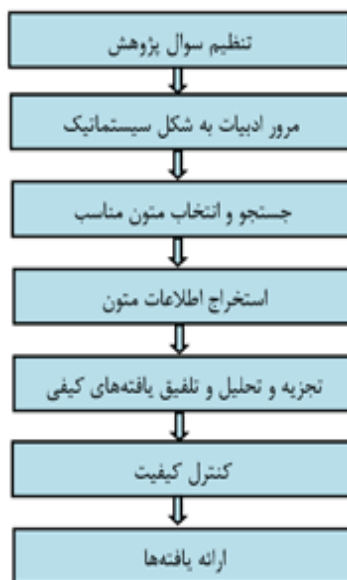 تنظیم سوال پژوهش
مرور ادبیات به شکل سیستماتیک
جستجو و انتخاب متون مناسب
استخراج اطلاعات متون
تجزیه و تحلیل و تلفیق یافته‌های کیفی
کنترل کیفیت
ارائه یافته‌ها